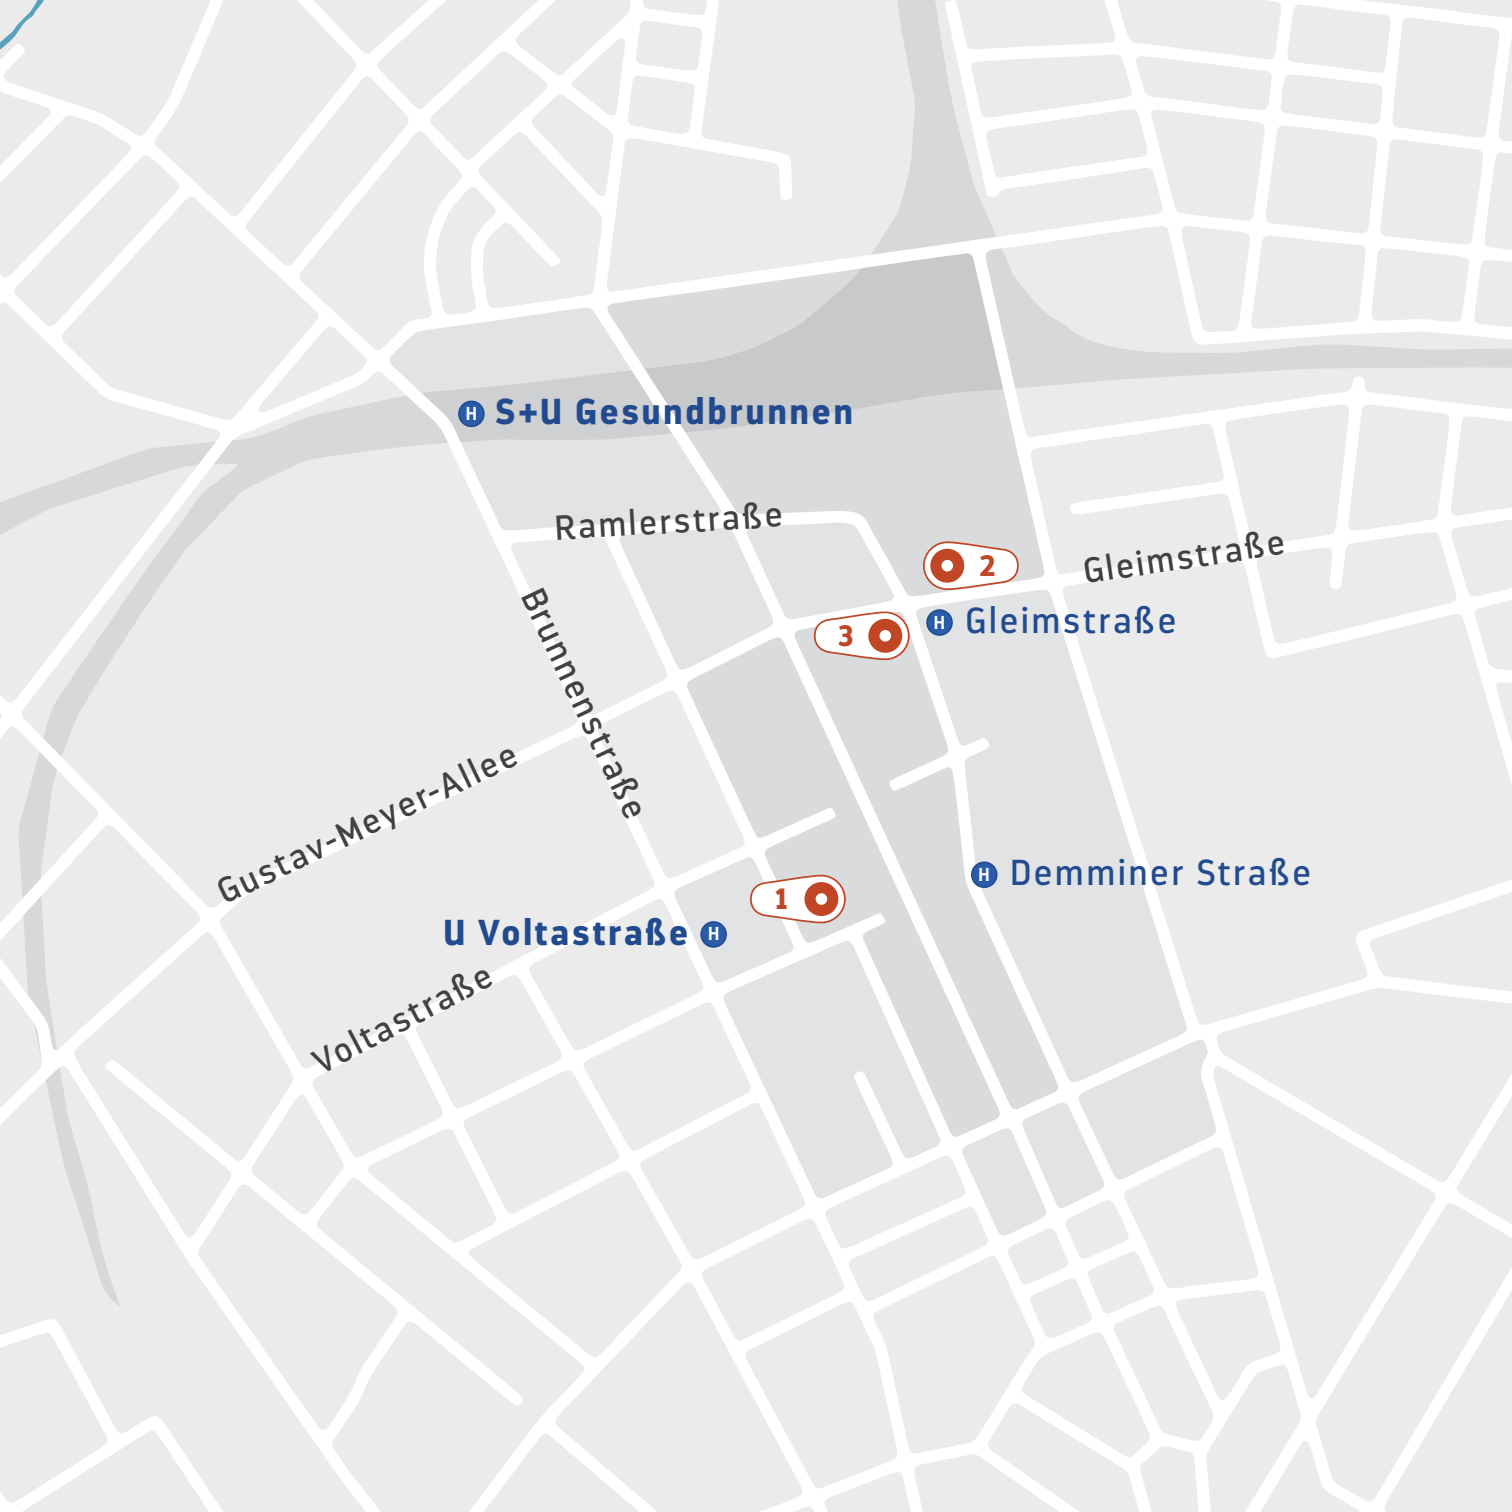 H S+U Gesundbrunnen
Ramlerstraße
2
Gleimstraße
Brunnenstraße
3
H Gleimstraße
Gustav-Meyer-Allee
H Demminer Straße
1
U Voltastraße H
Voltastraße